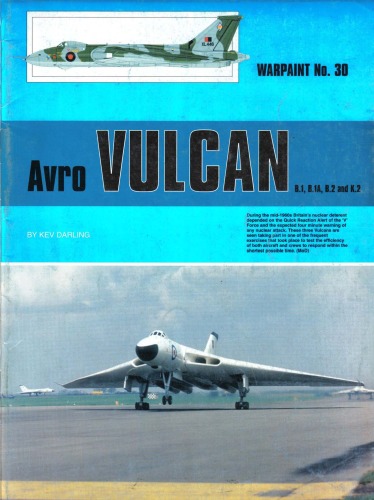 WARPAINT No. 30
Avro VULCAN
B.1, B.1A, B.2 and K.2
During the mid-1960s Britain's nuclear deterent
depended on the Quick Reaction Alert of the 'V'
Force and the expected four minute warning of
any nuclear attack. These three Vulcans are
seen taking part in one of the frequent
exercises that took place to test the efficiency
of both aircraft and crews to respond within the
shortest possible time. (MoD)
BY KEV DARLING